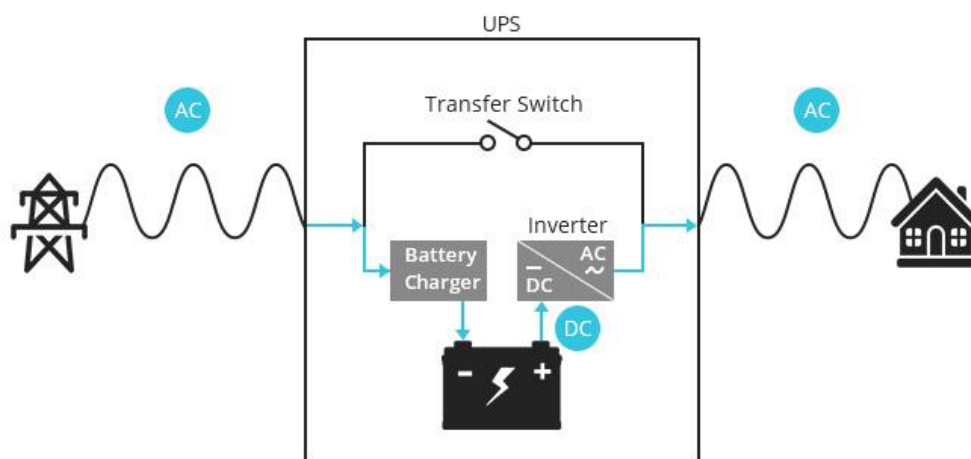 UPS
AC
Transfer Switch
AC
Inverter
Battery
Charger
AC
~
–
DC
DC
–
+